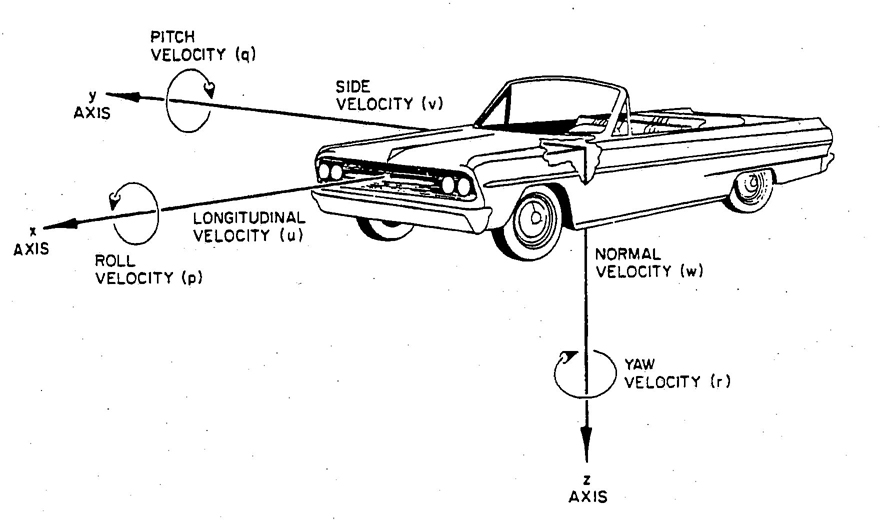 PITCH
VELOCITY (q)
SIDE
VELOCITY (v)
y
AXIS
LONGITUDINAL
VELOCITY (u)
x
AXIS
ROLL
VELOCITY (p)
NORMAL
VELOCITY (w)
YAW
VELOCITY (r)
z
AXIS